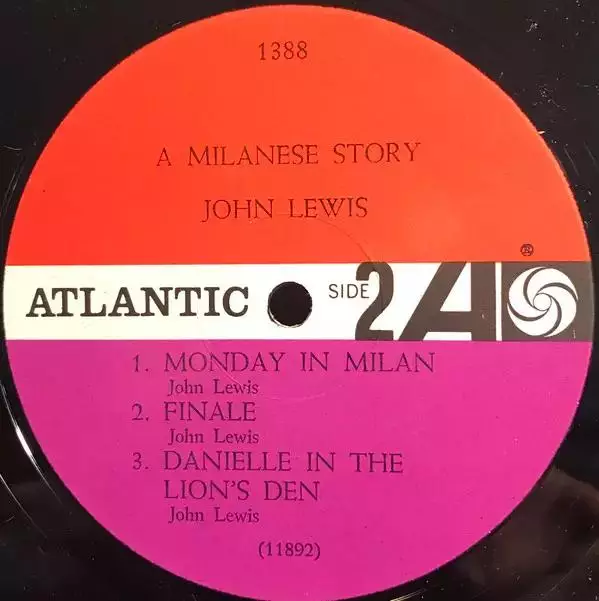 1388
A MILANESE STORY
JOHN LEWIS
®
ATLANTIC SIDE 2 A
1. MONDAY IN MILAN
John Lewis
2. FINALE
John Lewis
3. DANIELLE IN THE
LION'S DEN
John Lewis
(11892)